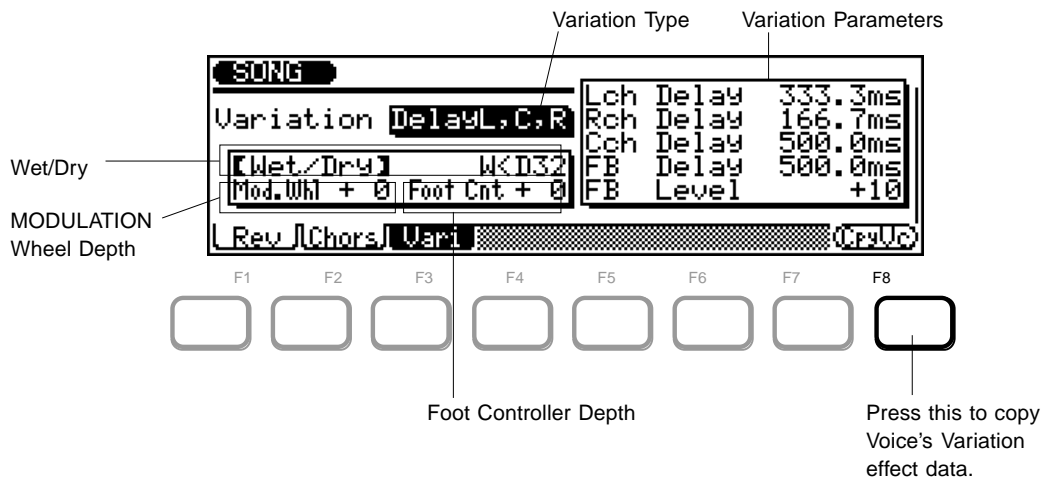 Variation Type
Variation Parameters
SONG
Variation DelayL,C,R
Lch Delay 333.3ms
Rch Delay 166.7ms
Cch Delay 500.0ms
FB Delay 500.0ms
FB Level +10
Wet/Dry
[Wet/Dry] W<D32
Mod.Whl + 0 Foot Cnt + 0
MODULATION
Wheel Depth
Rev Chors Vari CpyVc
F1 F2 F3 F4 F5 F6 F7 F8
Foot Controller Depth
Press this to copy
Voice's Variation
effect data.